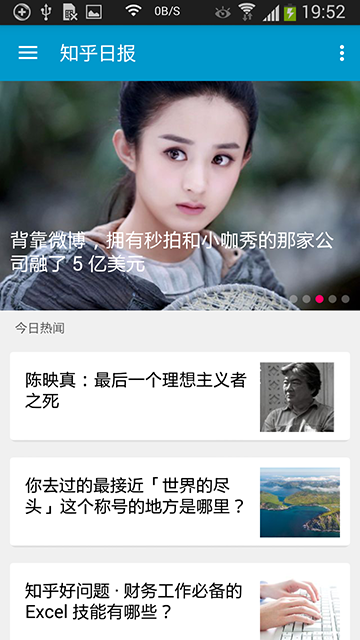 0B/S
19:52
知乎日报
背靠微博，拥有秒拍和小咖秀的那家公
司融了 5 亿美元
今日热闻
陈映真：最后一个理想主义者
之死
你去过的最接近「世界的尽
头」这个称号的地方是哪里？
知乎好问题 · 财务工作必备的
Excel 技能有哪些？